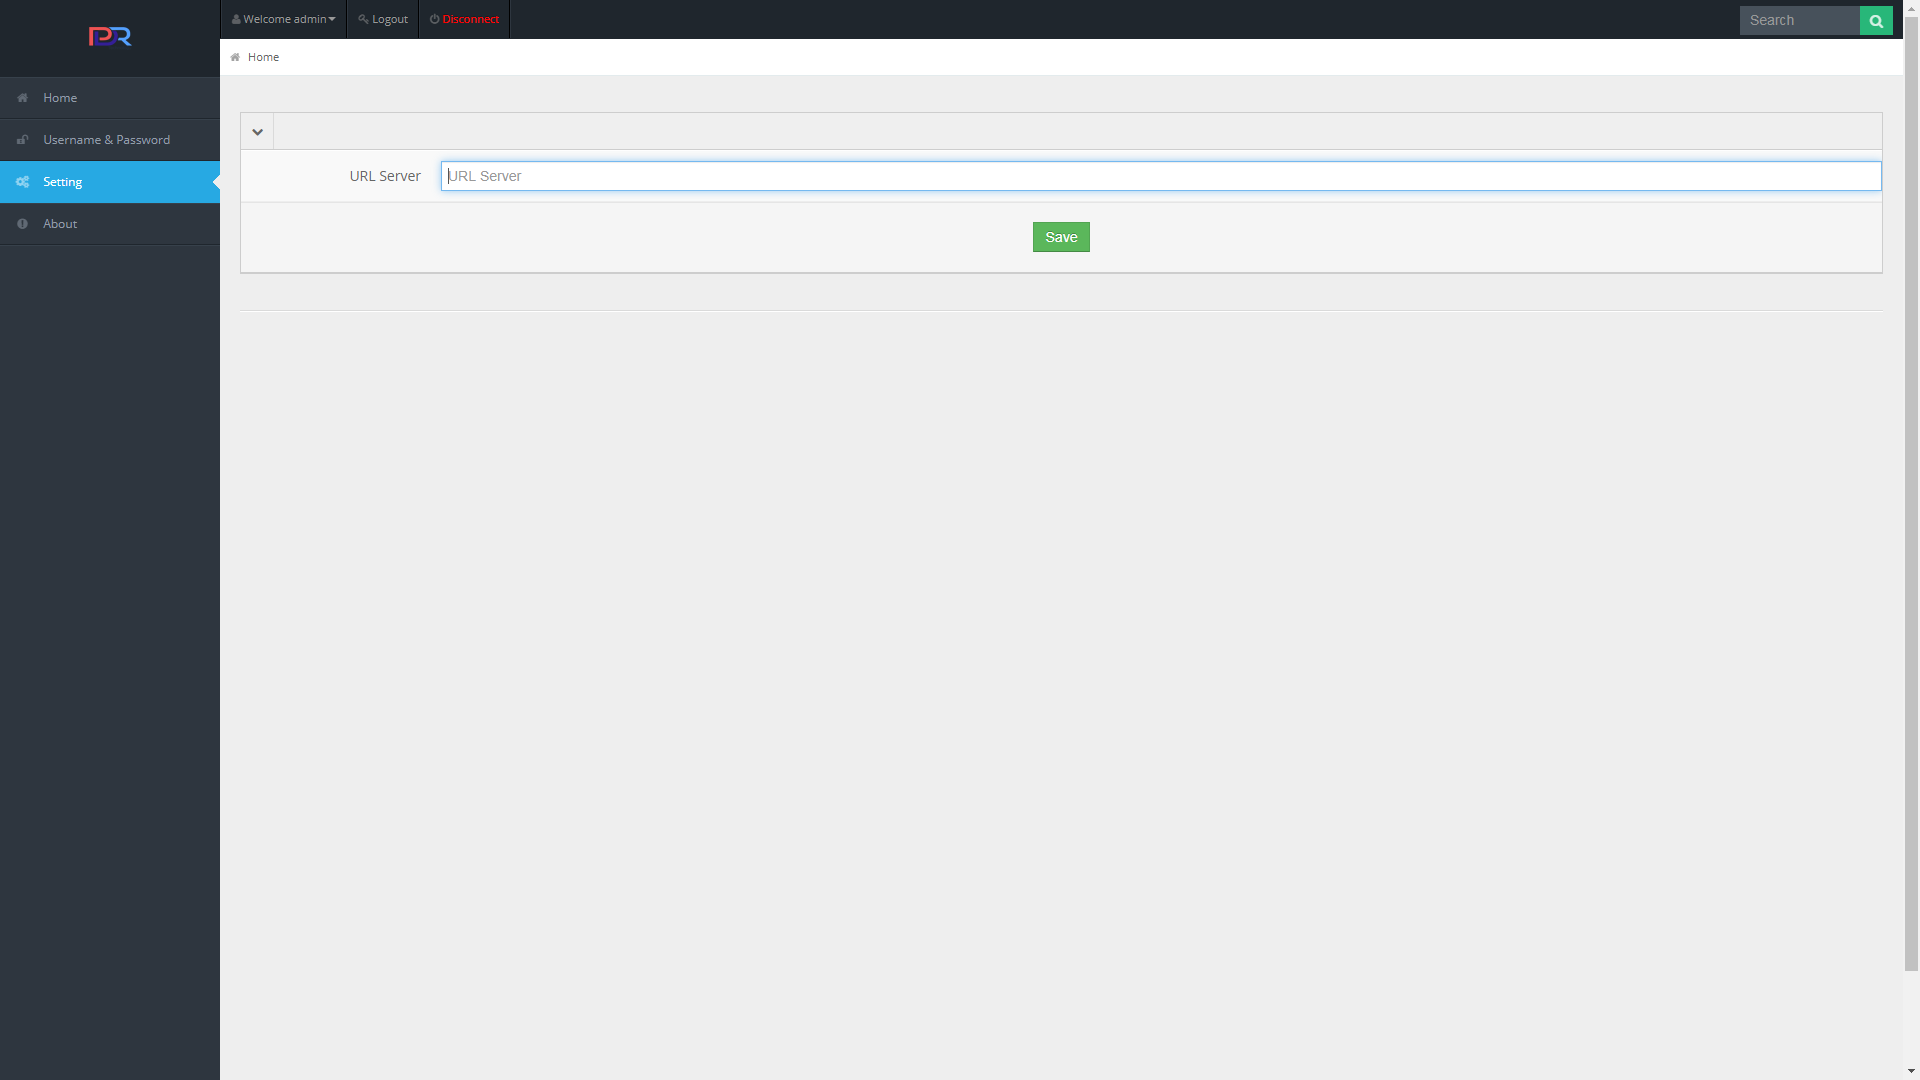 PDR
Welcome admin
Logout
Disconnect
Search
Home
Home
Username & Password
Setting
About
URL Server
URL Server
Save